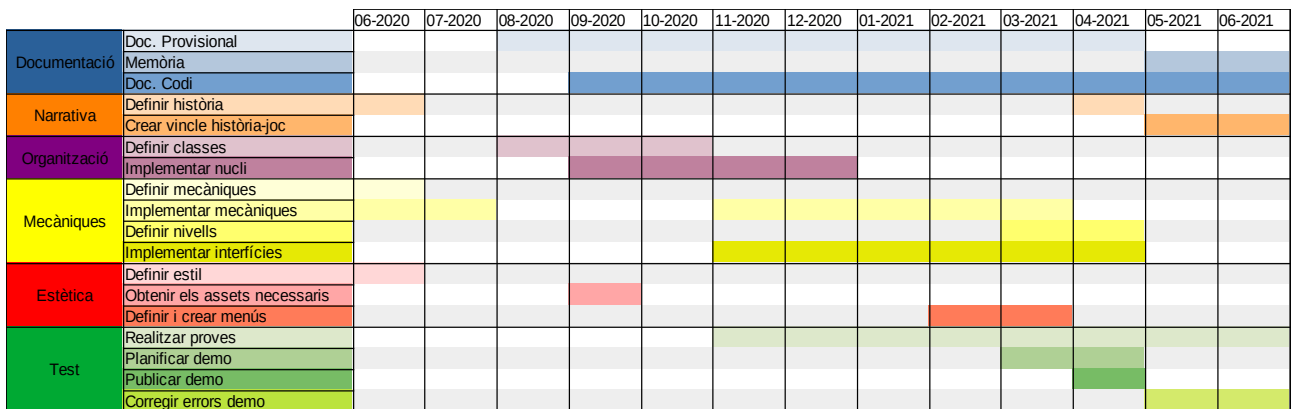 06-2020 07-2020 08-2020 09-2020 10-2020 11-2020 12-2020 01-2021 02-2021 03-2021 04-2021 05-2021 06-2021
Documentació
Doc. Provisional
Memòria
Doc. Codi
Narrativa
Definir història
Crear vincle història-joc
Organització
Definir classes
Implementar nucli
Mecàniques
Definir mecàniques
Implementar mecàniques
Definir nivells
Implementar interfícies
Estètica
Definir estil
Obtenir els assets necessaris
Definir i crear menús
Test
Realitzar proves
Planificar demo
Publicar demo
Corregir errors demo